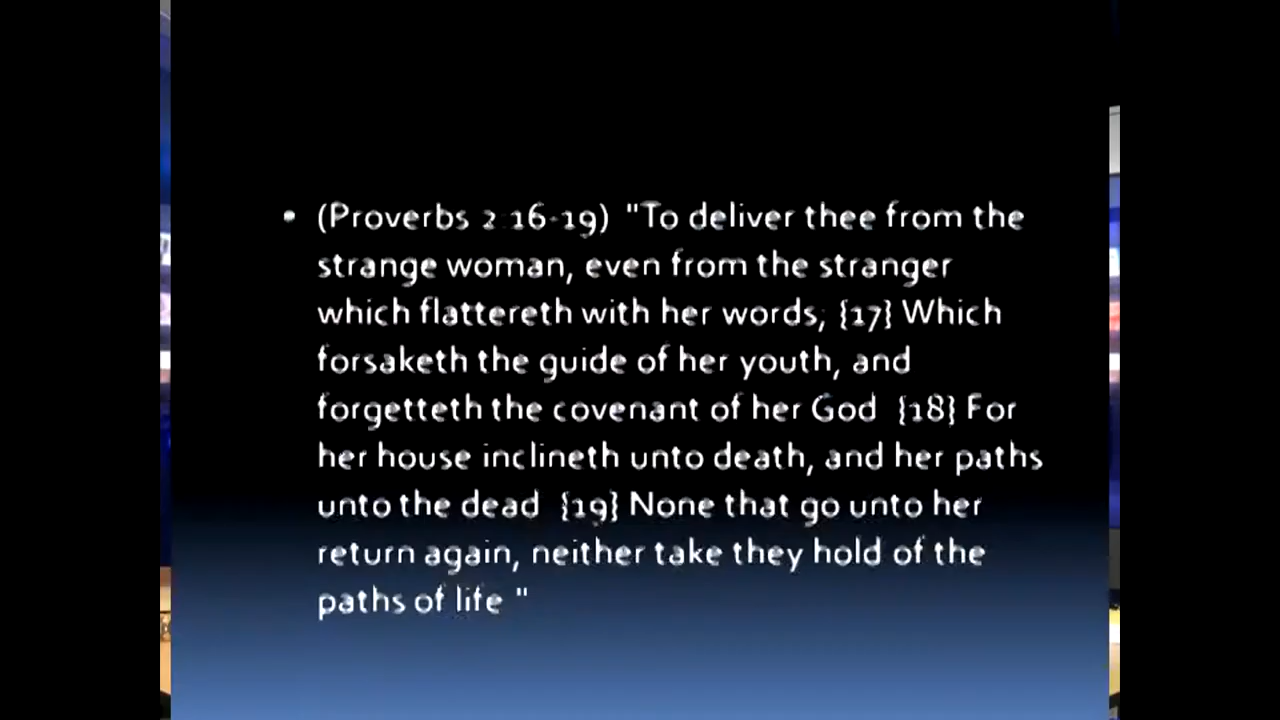 • (Proverbs 2 16-19) "To deliver thee from the
strange woman, even from the stranger
which flattereth with her words; {17} Which
forsaketh the guide of her youth, and
forgetteth the covenant of her God {18} For
her house inclineth unto death, and her paths
unto the dead {19} None that go unto her
return again, neither take they hold of the
paths of life "